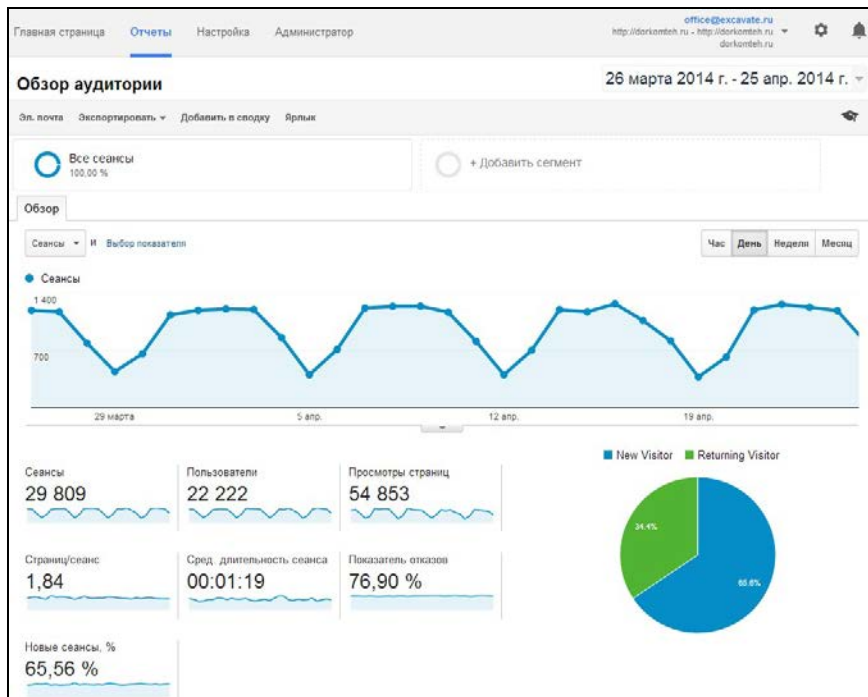 Главная страница Отчеты Настройка Администратор
office@excavate.ru
http://dorkomteh.ru - http://dorkomteh.ru
dorkomteh.ru
Обзор аудитории
26 марта 2014 г. - 25 апр. 2014 г.
Эл. почта Экспортировать Добавить в сводку Ярлык
Все сеансы
100,00 %
+ Добавить сегмент
Обзор
Сеансы и Выбор показателя
Час День Неделя Месяц
Сеансы
1 400
700
29 марта 5 апр. 12 апр. 19 апр.
New Visitor Returning Visitor
Сеансы
29 809
Пользователи
22 222
Просмотры страниц
54 853
34.4%
65.6%
Страниц/сеанс
1,84
Сред. длительность сеанса
00:01:19
Показатель отказов
76,90 %
Новые сеансы, %
65,56 %